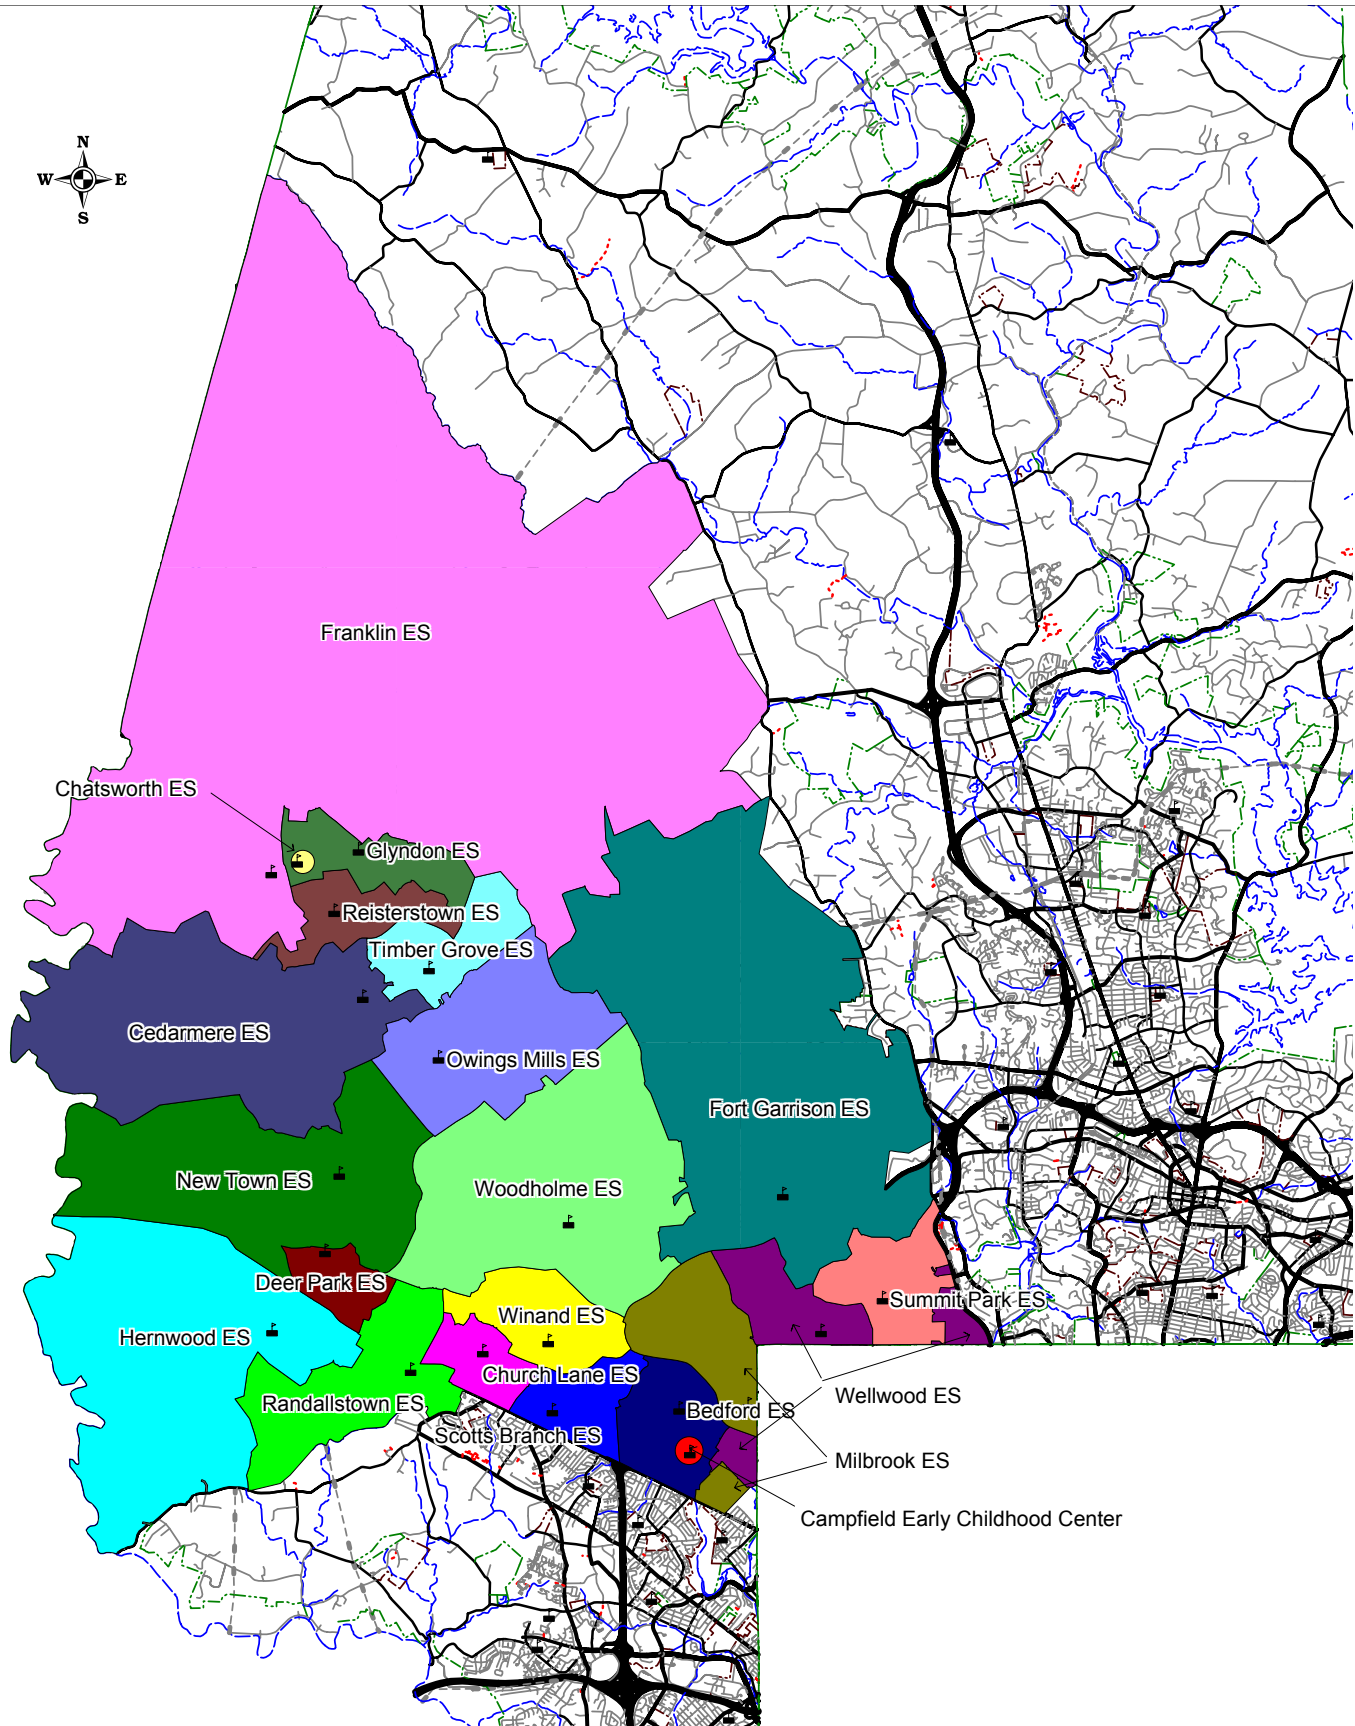 N
W E
S
Franklin ES
Chatsworth ES
Glyndon ES
Reisterstown ES
Timber Grove ES
Cedarmere ES
Owings Mills ES
Fort Garrison ES
New Town ES
Woodholme ES
Deer Park ES
Summit Park ES
Winand ES
Hernwood ES
Church Lane ES
Wellwood ES
Randallstown ES
Bedford ES
Scotts Branch ES
Milbrook ES
Campfield Early Childhood Center